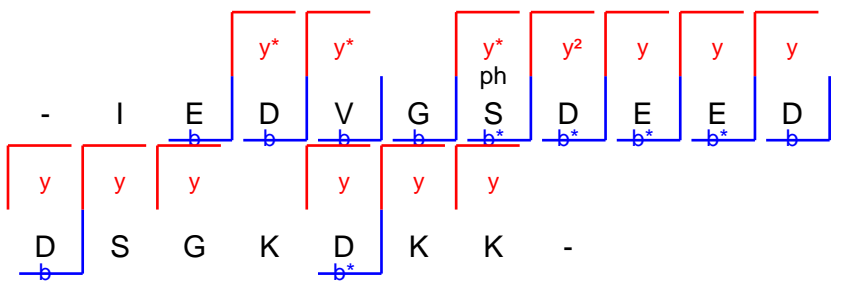 y* y* y* y² y y y
ph
- I E D V G S D E E D
b b b b b* b* b* b* b
y y y y y y
D S G K D K K -
b b*